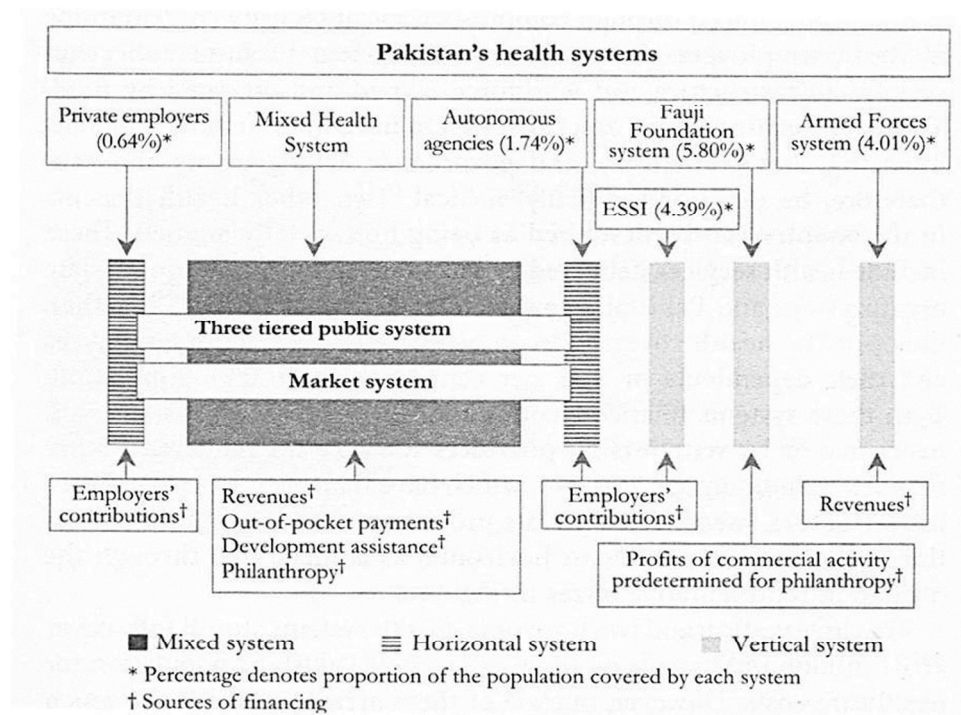 Pakistan's health systems
Private employers
(0.64%)*
Mixed Health
System
Autonomous
agencies (1.74%)*
Fauji
Foundation
system (5.80%)*
Armed Forces
system (4.01%)*
ESSI (4.39%)*
Three tiered public system
Market system
Employers'
contributions†
Revenues†
Out-of-pocket payments†
Development assistance†
Philanthropy†
Employers'
contributions†
Revenues†
Profits of commercial activity
predetermined for philanthropy†
Mixed system
Horizontal system
Vertical system
* Percentage denotes proportion of the population covered by each system
† Sources of financing